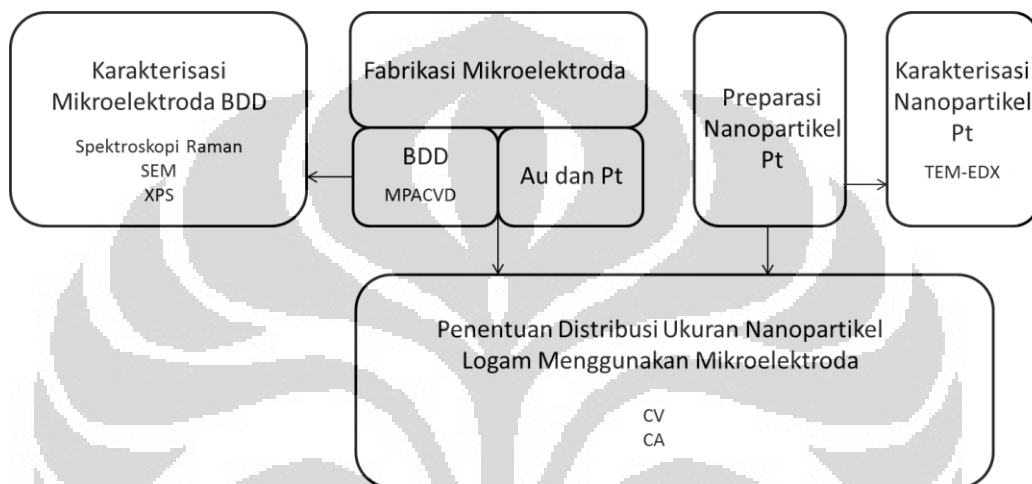 Karakterisasi
Mikroelektroda BDD
Spektroskopi Raman
SEM
XPS
Fabrikasi Mikroelektroda
BDD
MPACVD
Au dan Pt
Preparasi
Nanopartikel
Pt
Karakterisasi
Nanopartikel
Pt
TEM-EDX
Penentuan Distribusi Ukuran Nanopartikel
Logam Menggunakan Mikroelektroda
CV
CA